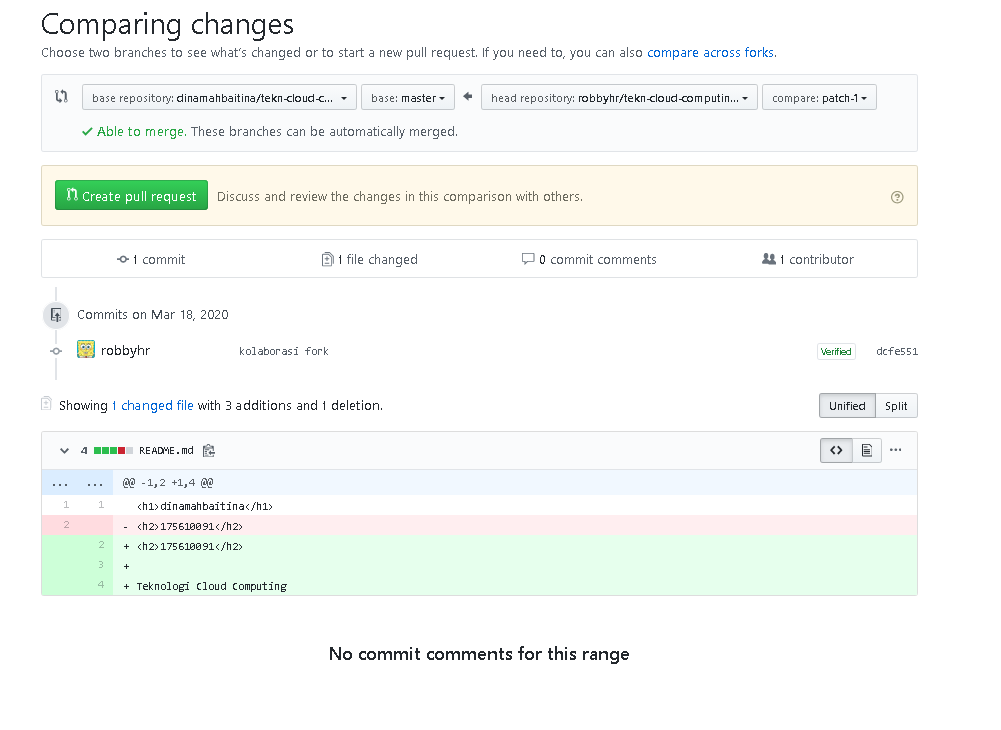 Comparing changes
Choose two branches to see what's changed or to start a new pull request. If you need to, you can also compare across forks.
base repository: dinamahbaitina/tekn-cloud-c... base: master head repository: robbyhr/tekn-cloud-computin... compare: patch-1
Able to merge. These branches can be automatically merged.
Create pull request Discuss and review the changes in this comparison with others.
1 commit 1 file changed 0 commit comments 1 contributor
Commits on Mar 18, 2020
robbyhr kolaborasi fork Verified dcfe551
Showing 1 changed file with 3 additions and 1 deletion.
Unified Split
4 README.md
... ... @@ -1,2 +1,4 @@
1 1 <h1>dinamahbaitina</h1>
2 - <h2>175610091</h2>
2 + <h2>175610091</h2>
3 +
4 + Teknologi Cloud Computing
No commit comments for this range